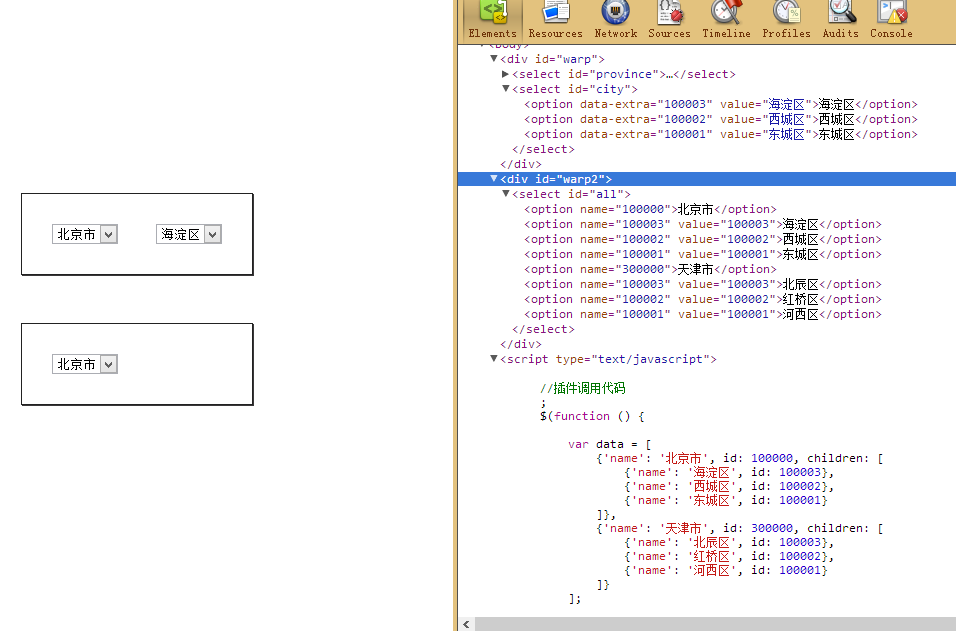 Elements Resources Network Sources Timeline Profiles Audits Console
<body>
▼<div id="warp">
▶<select id="province">…</select>
▼<select id="city">
<option data-extra="100003" value="海淀区">海淀区</option>
<option data-extra="100002" value="西城区">西城区</option>
<option data-extra="100001" value="东城区">东城区</option>
</select>
</div>
▼<div id="warp2">
▼<select id="all">
<option name="100000">北京市</option>
<option name="100003" value="100003">海淀区</option>
<option name="100002" value="100002">西城区</option>
<option name="100001" value="100001">东城区</option>
<option name="300000">天津市</option>
<option name="100003" value="100003">北辰区</option>
<option name="100002" value="100002">红桥区</option>
<option name="100001" value="100001">河西区</option>
</select>
</div>
▼<script type="text/javascript">
//插件调用代码
;
$(function () {
var data = [
{'name': '北京市', id: 100000, children: [
{'name': '海淀区', id: 100003},
{'name': '西城区', id: 100002},
{'name': '东城区', id: 100001}
]},
{'name': '天津市', id: 300000, children: [
{'name': '北辰区', id: 100003},
{'name': '红桥区', id: 100002},
{'name': '河西区', id: 100001}
]}
];
北京市 海淀区
北京市